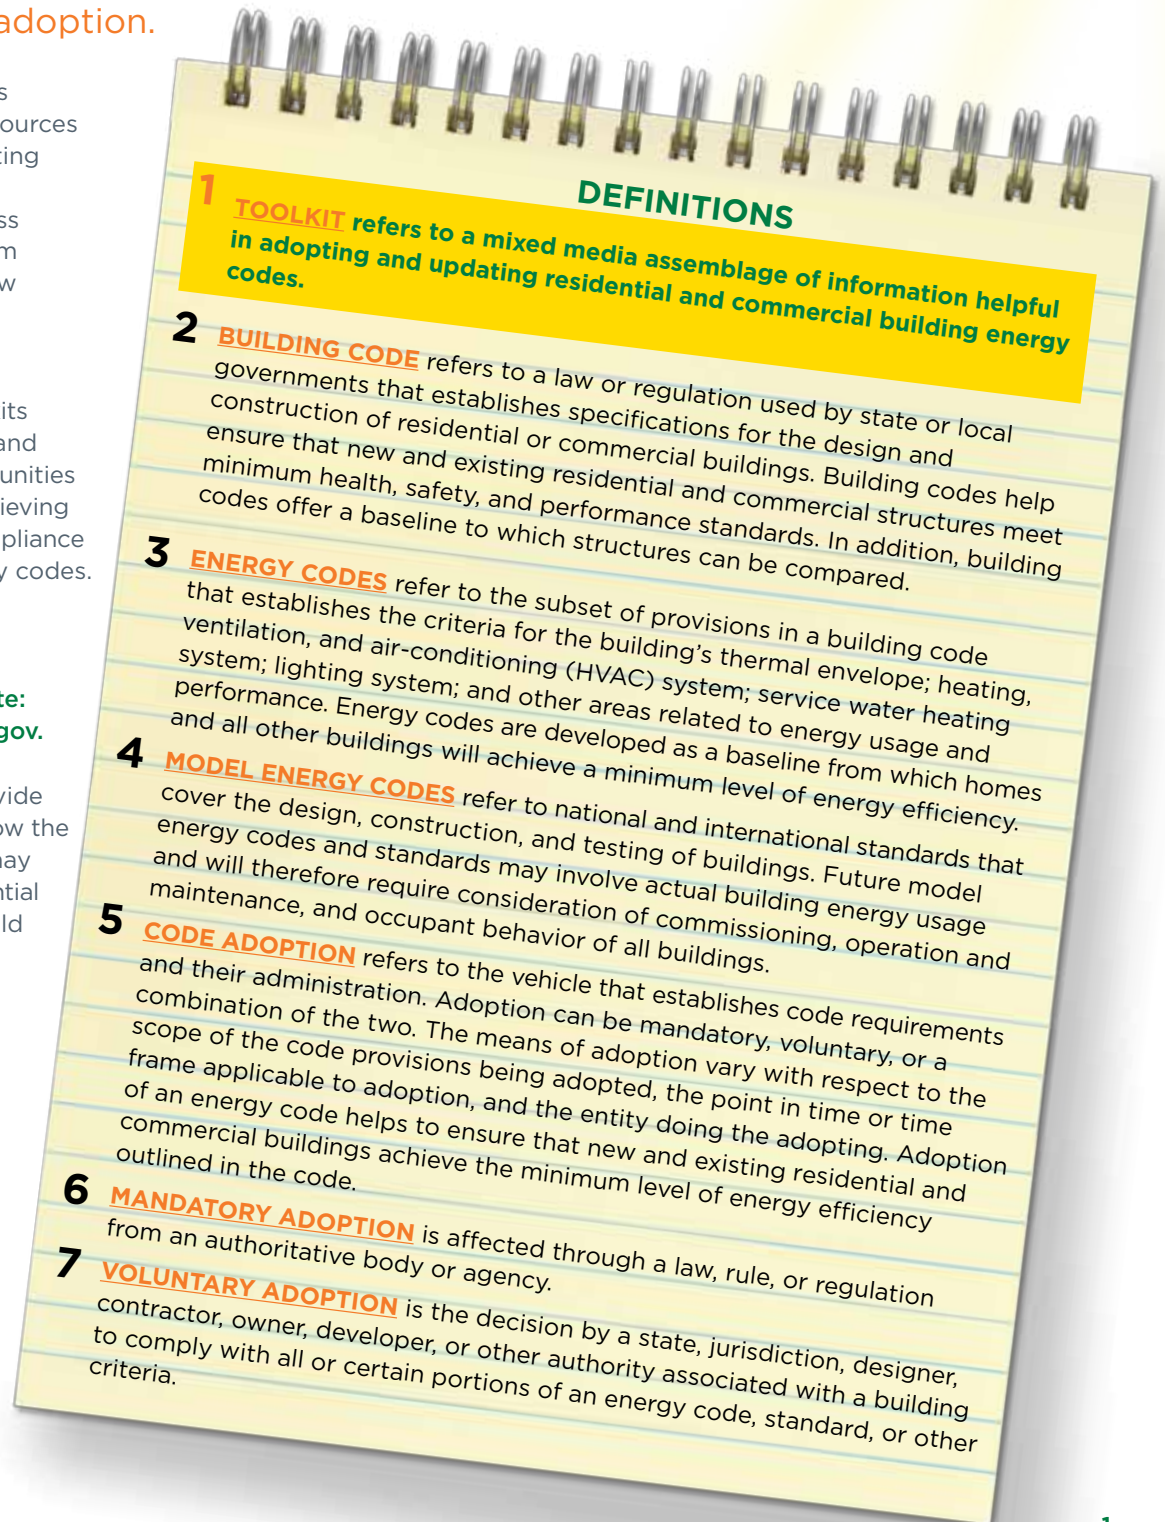 adoption.
s
ources
ting
ss
m
w
its
and
unities
ieving
pliance
y codes.
te:
gov.
vide
ow the
nay
ntial
ld
DEFINITIONS
1 TOOLKIT refers to a mixed media assemblage of information helpful
in adopting and updating residential and commercial building energy
codes.
2 BUILDING CODE refers to a law or regulation used by state or local
governments that establishes specifications for the design and
construction of residential or commercial buildings. Building codes help
ensure that new and existing residential and commercial structures meet
minimum health, safety, and performance standards. In addition, building
codes offer a baseline to which structures can be compared.
3 ENERGY CODES refer to the subset of provisions in a building code
that establishes the criteria for the building's thermal envelope; heating,
ventilation, and air-conditioning (HVAC) system; service water heating
system; lighting system; and other areas related to energy usage and
performance. Energy codes are developed as a baseline from which homes
and all other buildings will achieve a minimum level of energy efficiency.
4 MODEL ENERGY CODES refer to national and international standards that
cover the design, construction, and testing of buildings. Future model
energy codes and standards may involve actual building energy usage
and will therefore require consideration of commissioning, operation and
maintenance, and occupant behavior of all buildings.
5 CODE ADOPTION refers to the vehicle that establishes code requirements
and their administration. Adoption can be mandatory, voluntary, or a
combination of the two. The means of adoption vary with respect to the
scope of the code provisions being adopted, the point in time or time
frame applicable to adoption, and the entity doing the adopting. Adoption
of an energy code helps to ensure that new and existing residential and
commercial buildings achieve the minimum level of energy efficiency
outlined in the code.
6 MANDATORY ADOPTION is affected through a law, rule, or regulation
from an authoritative body or agency.
7 VOLUNTARY ADOPTION is the decision by a state, jurisdiction, designer,
contractor, owner, developer, or other authority associated with a building
to comply with all or certain portions of an energy code, standard, or other
criteria.